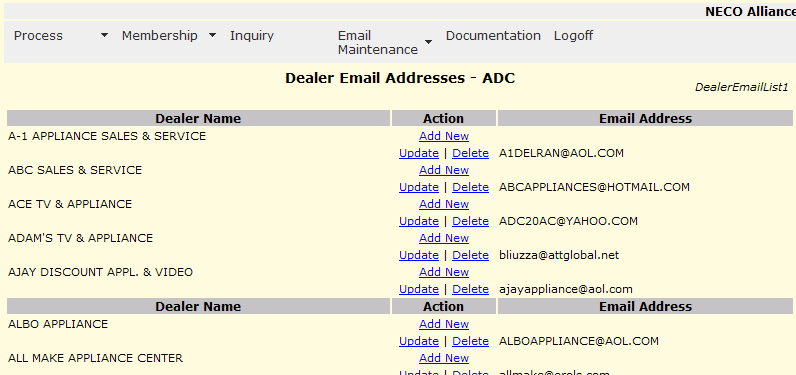 NECO Alliance
Process Membership Inquiry Email Maintenance Documentation Logoff
Dealer Email Addresses - ADC
DealerEmailList1
Dealer Name Action Email Address
A-1 APPLIANCE SALES & SERVICE Add New
Update | Delete A1DELRAN@AOL.COM
ABC SALES & SERVICE Add New
Update | Delete ABCAPPLIANCES@HOTMAIL.COM
ACE TV & APPLIANCE Add New
Update | Delete ADC20AC@YAHOO.COM
ADAM'S TV & APPLIANCE Add New
Update | Delete bliuzza@attglobal.net
AJAY DISCOUNT APPL. & VIDEO Add New
Update | Delete ajayappliance@aol.com
Dealer Name Action Email Address
ALBO APPLIANCE Add New
Update | Delete ALBOAPPLIANCE@AOL.COM
ALL MAKE APPLIANCE CENTER Add New
Update | Delete